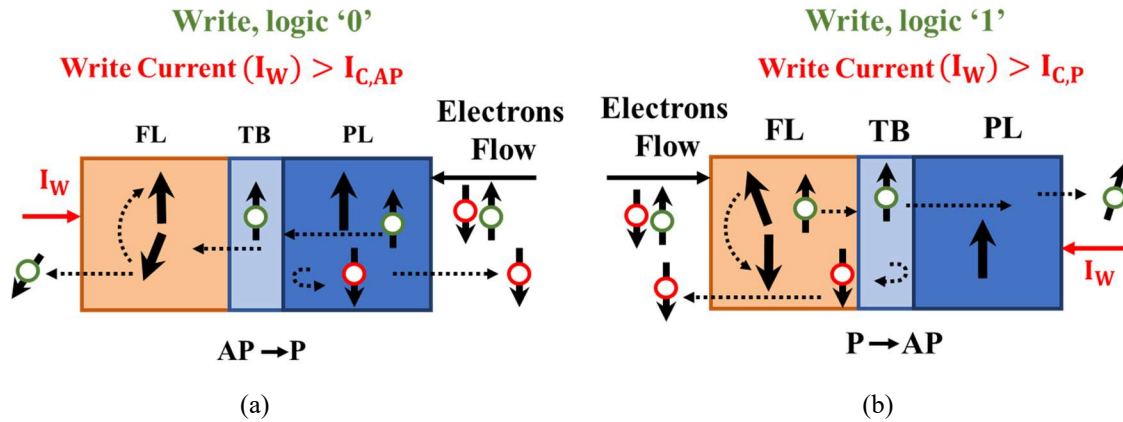 Write, logic ‘0’
Write Current (I_W) > I_C,AP
FL
TB
PL
Electrons
Flow
I_W
AP → P
(a)
Write, logic ‘1’
Write Current (I_W) > I_C,P
Electrons
Flow
FL
TB
PL
I_W
P → AP
(b)